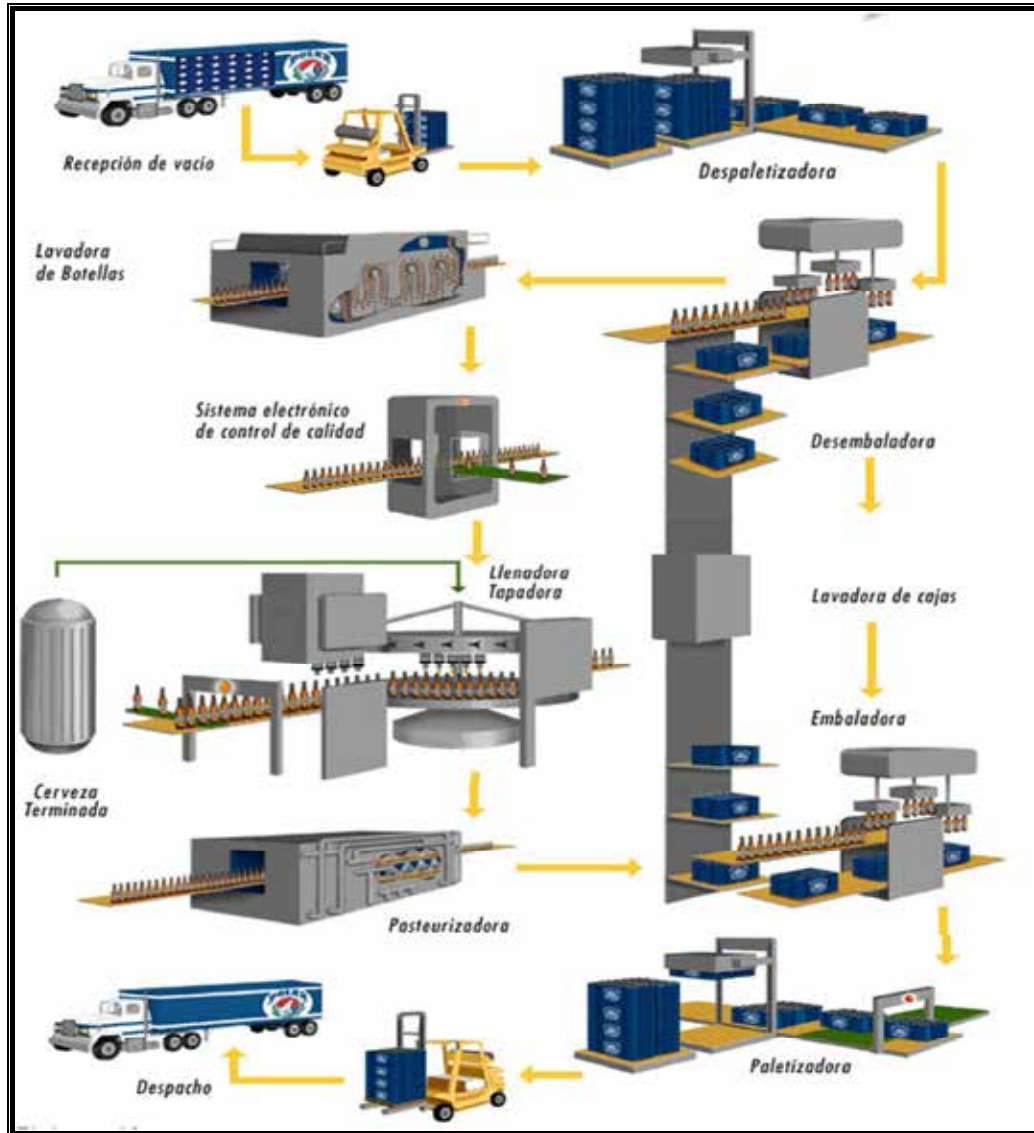 Recepción de vacio
Despaletizadora
Lavadora
de Botellas
Sistema electrónico
de control de calidad
Desembaladora
Llenadora
Tapadora
Lavadora de cajas
Cerveza
Terminada
Embaladora
Pasteurizadora
Despacho
Paletizadora